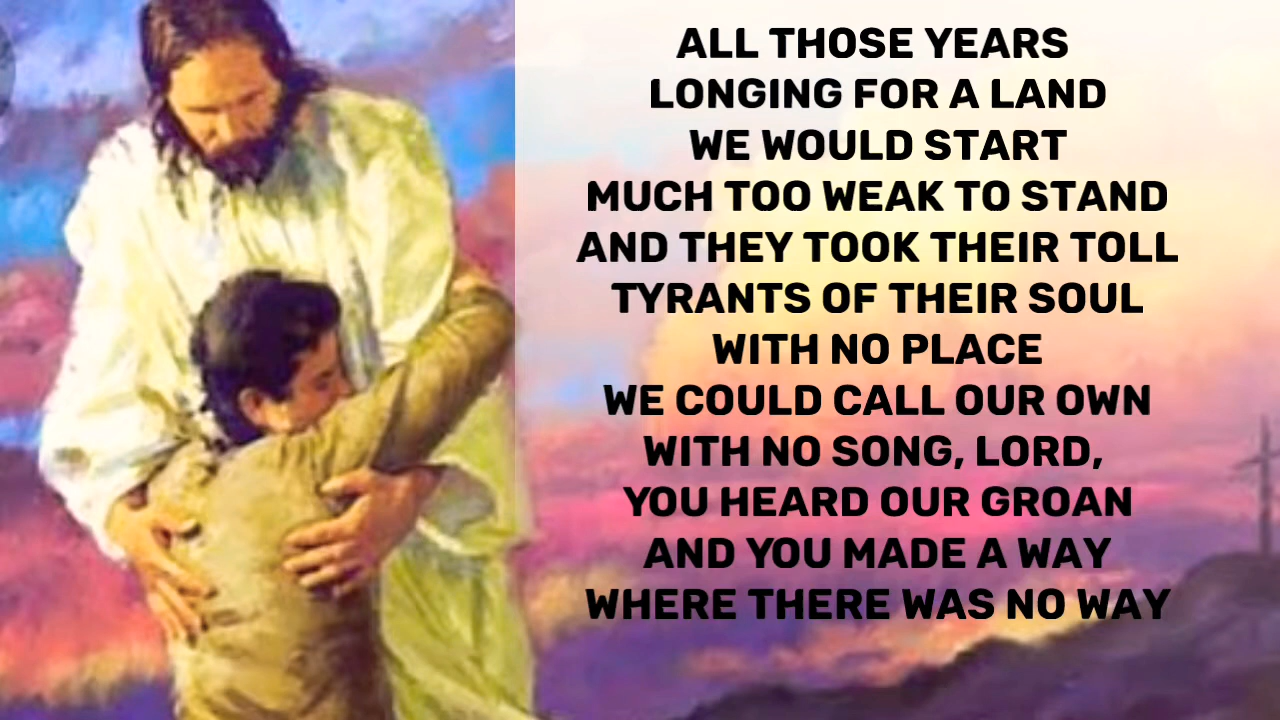 ALL THOSE YEARS
LONGING FOR A LAND
WE WOULD START
MUCH TOO WEAK TO STAND
AND THEY TOOK THEIR TOLL
TYRANTS OF THEIR SOUL
WITH NO PLACE
WE COULD CALL OUR OWN
WITH NO SONG, LORD,
YOU HEARD OUR GROAN
AND YOU MADE A WAY
WHERE THERE WAS NO WAY